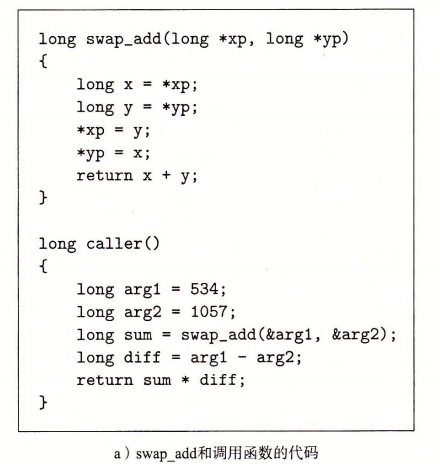 long swap_add(long *xp, long *yp)
{
    long x = *xp;
    long y = *yp;
    *xp = y;
    *yp = x;
    return x + y;
}

long caller()
{
    long arg1 = 534;
    long arg2 = 1057;
    long sum = swap_add(&arg1, &arg2);
    long diff = arg1 - arg2;
    return sum * diff;
}
a）swap_add和调用函数的代码